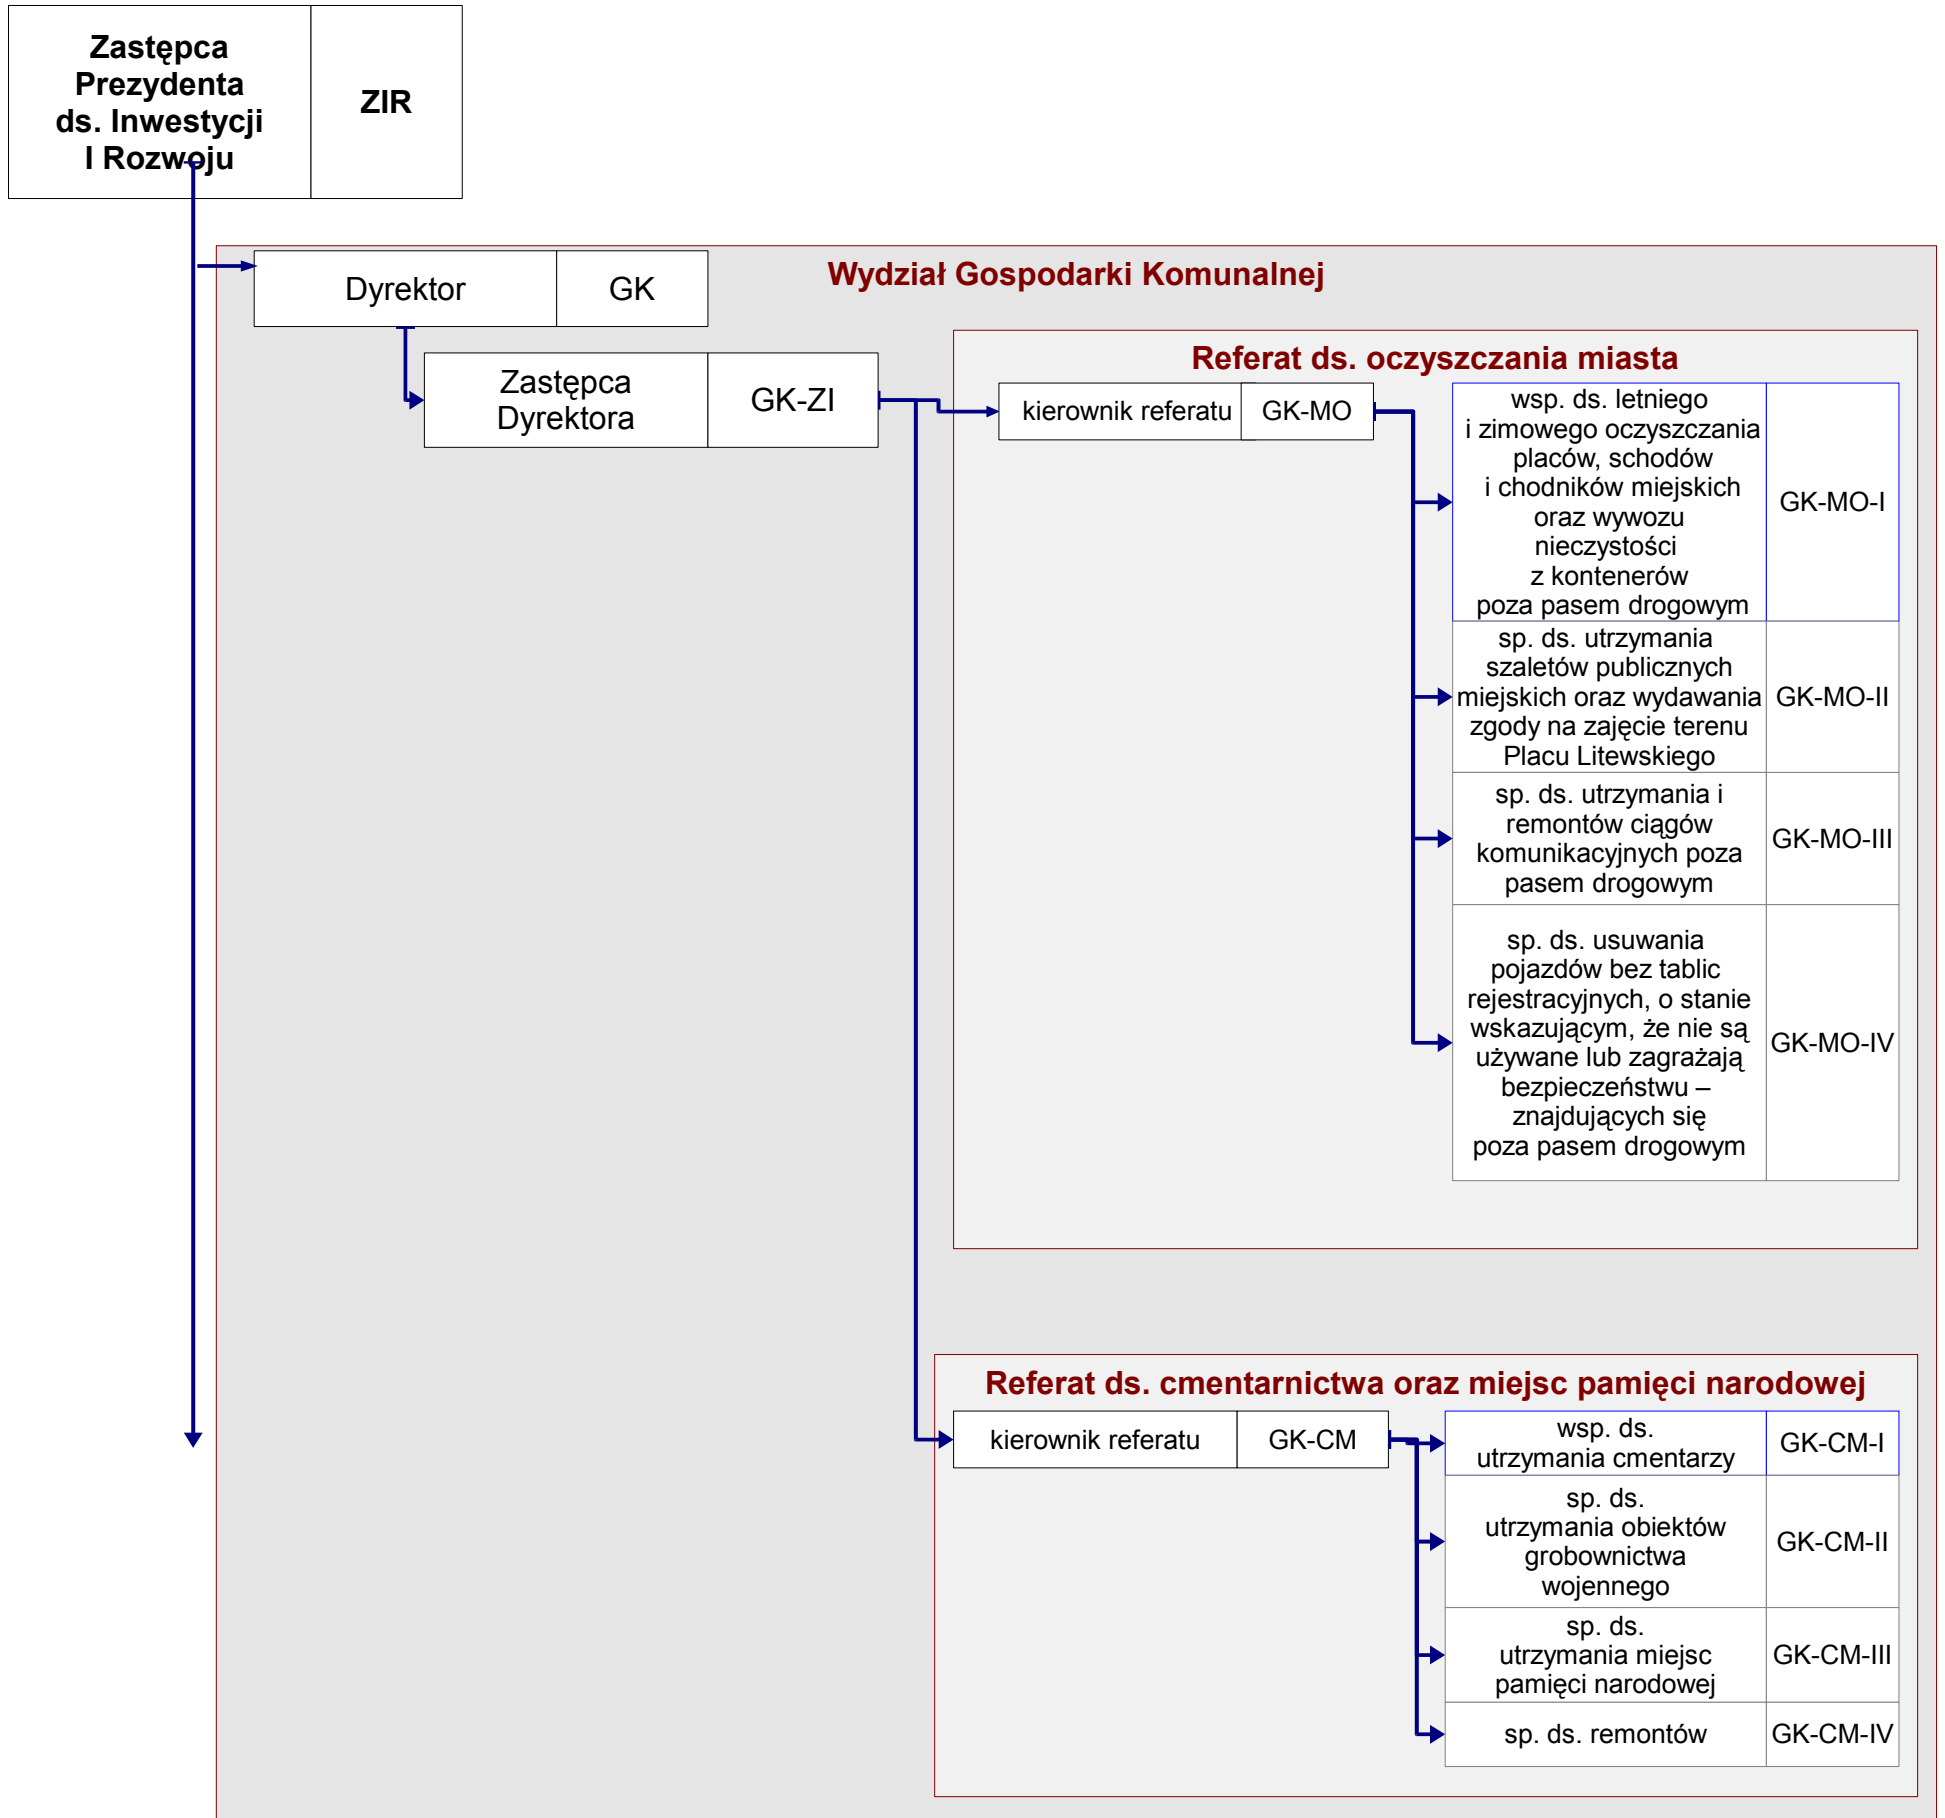 Zastępca
Prezydenta
ds. Inwestycji
I Rozwoju
ZIR
Wydział Gospodarki Komunalnej
Dyrektor
GK
Zastępca
Dyrektora
GK-ZI
Referat ds. oczyszczania miasta
kierownik referatu
GK-MO
wsp. ds. letniego
i zimowego oczyszczania
placów, schodów
i chodników miejskich
oraz wywozu
nieczystości
z kontenerów
poza pasem drogowym
GK-MO-I
sp. ds. utrzymania
szaletów publicznych
miejskich oraz wydawania
zgody na zajęcie terenu
Placu Litewskiego
GK-MO-II
sp. ds. utrzymania i
remontów ciągów
komunikacyjnych poza
pasem drogowym
GK-MO-III
sp. ds. usuwania
pojazdów bez tablic
rejestracyjnych, o stanie
wskazującym, że nie są
używane lub zagrażają
bezpieczeństwu –
znajdujących się
poza pasem drogowym
GK-MO-IV
Referat ds. cmentarnictwa oraz miejsc pamięci narodowej
kierownik referatu
GK-CM
wsp. ds.
utrzymania cmentarzy
GK-CM-I
sp. ds.
utrzymania obiektów
grobownictwa
wojennego
GK-CM-II
sp. ds.
utrzymania miejsc
pamięci narodowej
GK-CM-III
sp. ds. remontów
GK-CM-IV